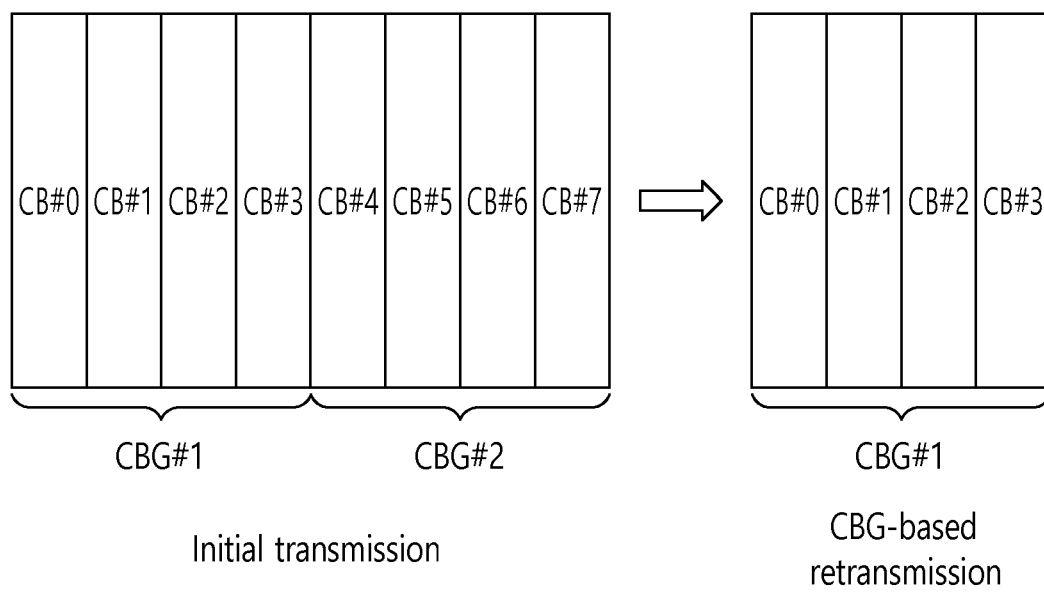 CB#0 CB#1 CB#2 CB#3 CB#4 CB#5 CB#6 CB#7 CB#0 CB#1 CB#2 CB#3
CBG#1 CBG#2 CBG#1
Initial transmission
CBG-based
retransmission